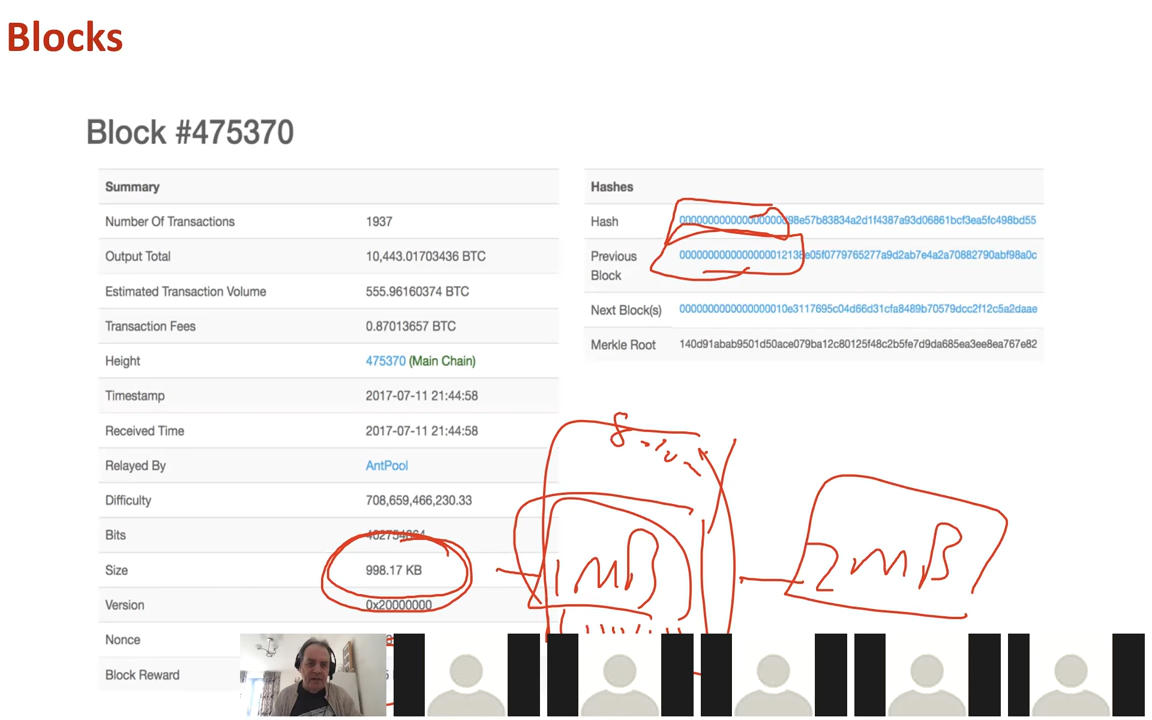 Blocks
Block #475370
Summary
Number Of Transactions 1937
Output Total 10,443.01703436 BTC
Estimated Transaction Volume 555.96160374 BTC
Transaction Fees 0.87013657 BTC
Height 475370 (Main Chain)
Timestamp 2017-07-11 21:44:58
Received Time 2017-07-11 21:44:58
Relayed By AntPool
Difficulty 708,659,466,230.33
Bits 402754864
Size 998.17 KB
Version 0x20000000
Nonce
Block Reward
Hashes
Hash
Previous Block
Next Block(s) 0000000000000000010e3117695c04d66d31cfa8489b70579dcc2f12c5a2daae
Merkle Root 140d91abab9501d50ace079ba12c80125f48c2b5fe7d9da685ea3ee8ea767e82
8
1MB
2MB